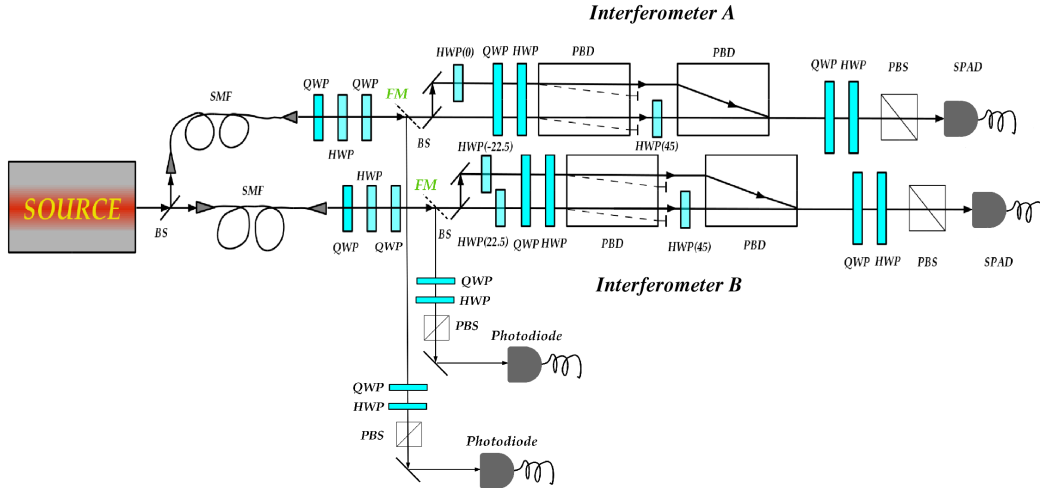 Interferometer A
HWP(0)
QWP HWP
PBD
PBD
QWP HWP
PBS
SPAD
SMF
QWP
QWP
HWP
FM
BS
HWP(-22.5)
HWP(45)
SOURCE
BS
SMF
HWP
QWP
QWP
FM
BS
HWP(22.5)
QWP HWP
PBD
HWP(45)
PBD
QWP HWP
PBS
SPAD
Interferometer B
QWP
HWP
PBS
Photodiode
QWP
HWP
PBS
Photodiode